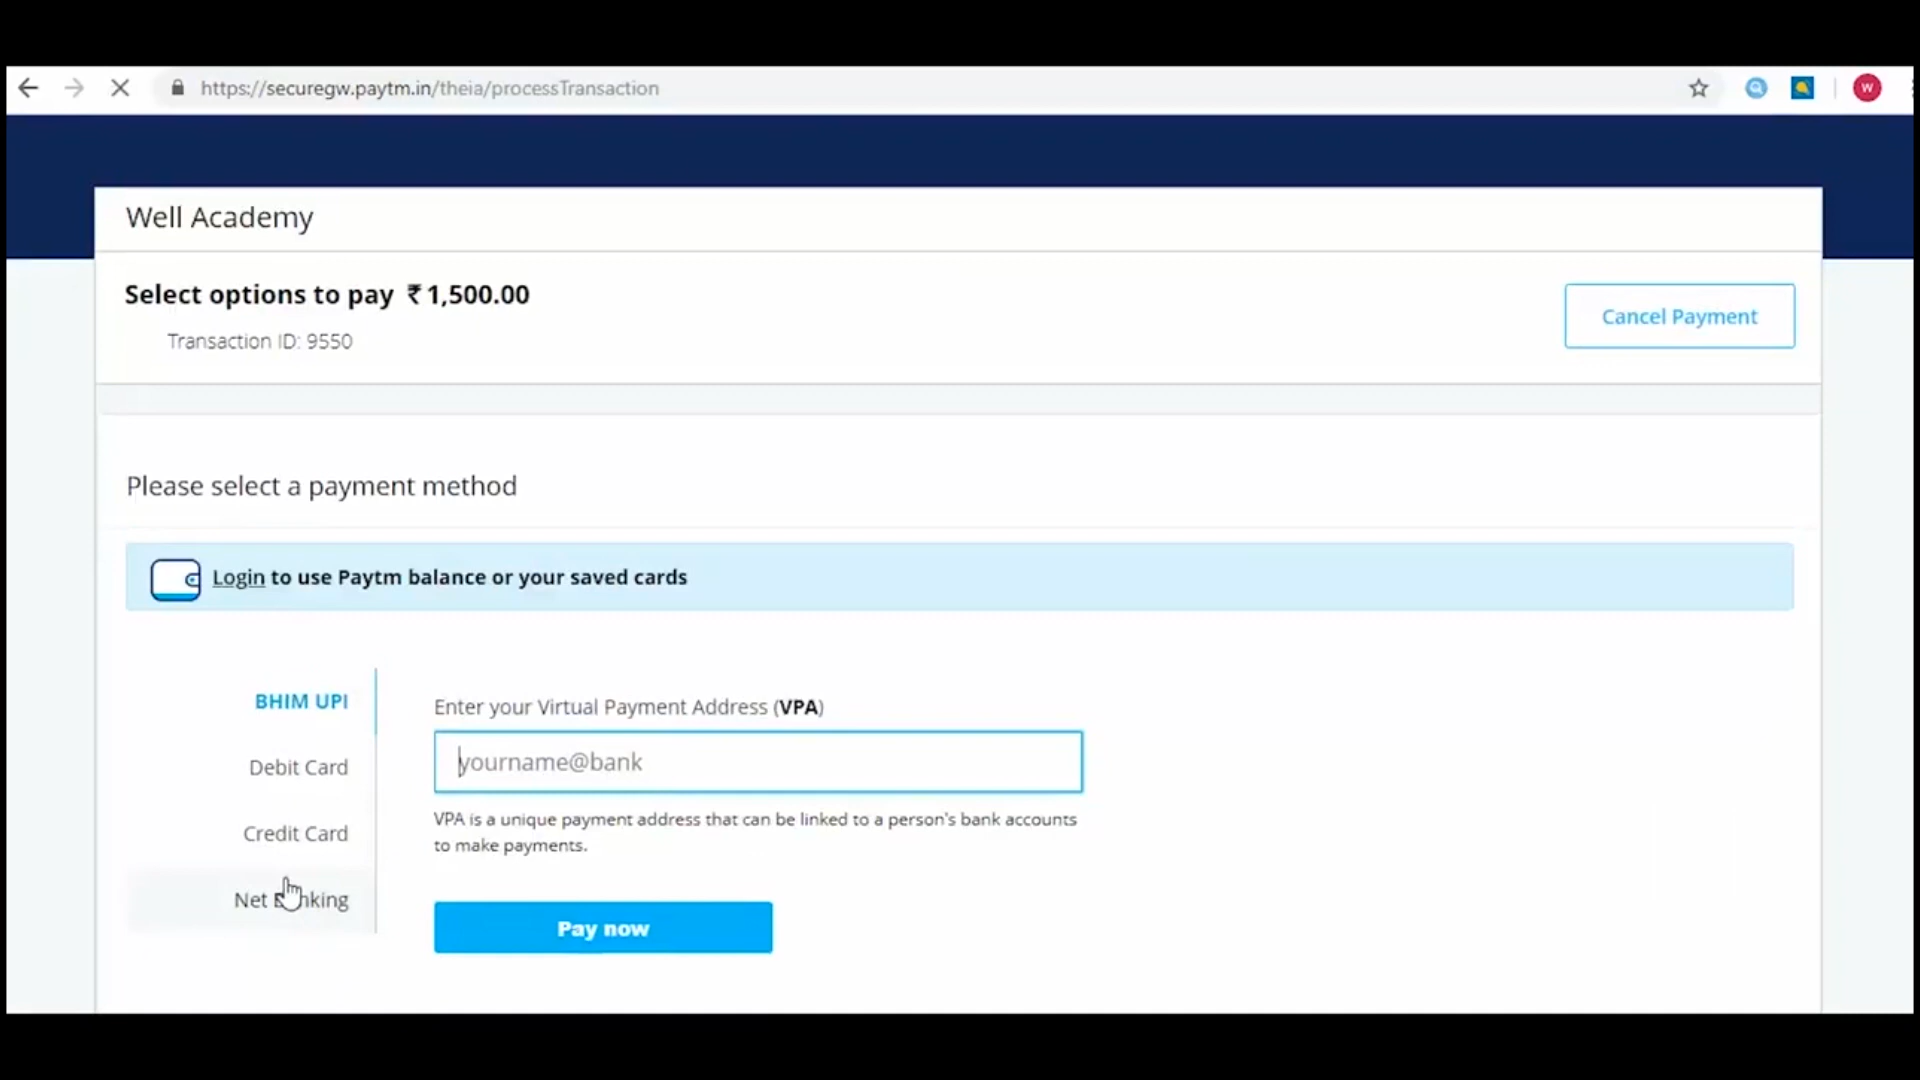 https://securegw.paytm.in/theia/processTransaction
W
Well Academy
Select options to pay ₹ 1,500.00
Cancel Payment
Transaction ID: 9550
Please select a payment method
Login to use Paytm balance or your saved cards
BHIM UPI
Debit Card
Credit Card
Net Banking
Enter your Virtual Payment Address (VPA)
yourname@bank
VPA is a unique payment address that can be linked to a person's bank accounts
to make payments.
Pay now